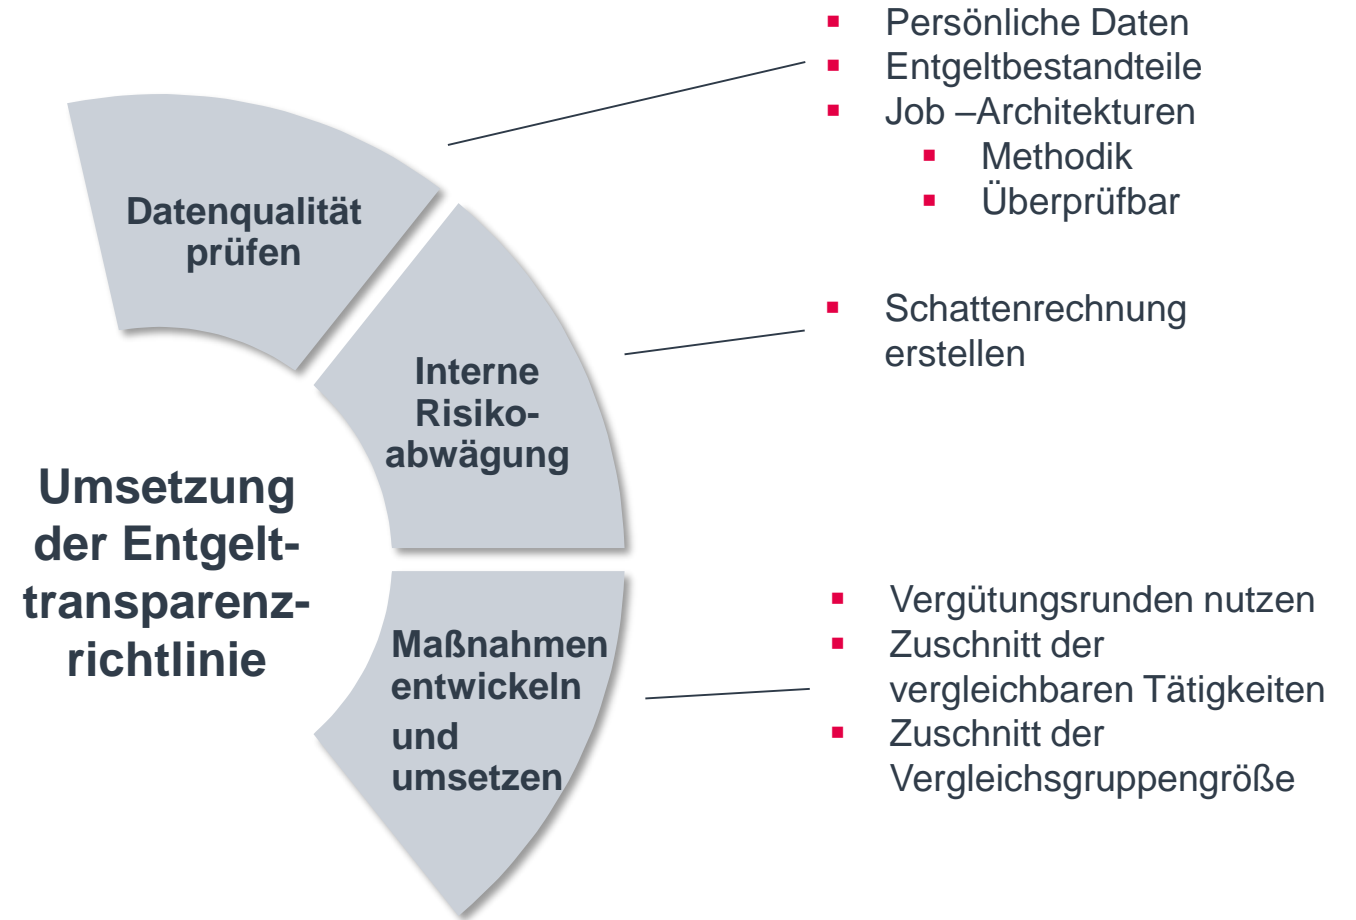 Umsetzung
der Entgelt-
transparenz-
richtlinie
Datenqualität
prüfen
Persönliche Daten
Entgeltbestandteile
Job –Architekturen
Methodik
Überprüfbar
Interne
Risiko-
abwägung
Schattenrechnung
erstellen
Maßnahmen
entwickeln
und
umsetzen
Vergütungsrunden nutzen
Zuschnitt der
vergleichbaren Tätigkeiten
Zuschnitt der
Vergleichsgruppengröße